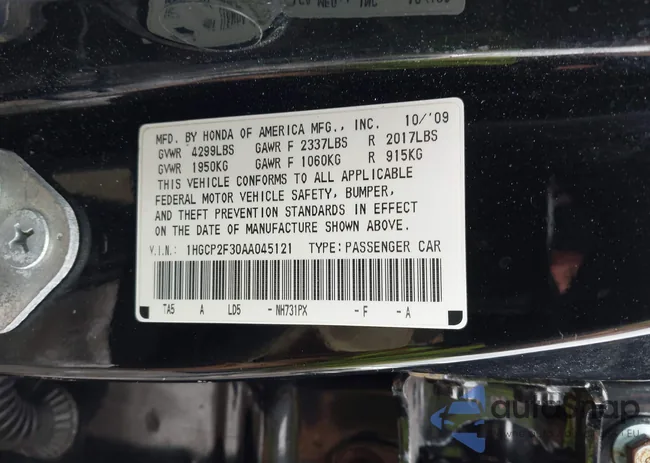 MFD. BY HONDA OF AMERICA MFG., INC. 10/'09
GVWR 4299LBS GAWR F 2337LBS R 2017LBS
GVWR 1950KG GAWR F 1060KG R 915KG
THIS VEHICLE CONFORMS TO ALL APPLICABLE
FEDERAL MOTOR VEHICLE SAFETY, BUMPER,
AND THEFT PREVENTION STANDARDS IN EFFECT
ON THE DATE OF MANUFACTURE SHOWN ABOVE.
V.I.N.: 1HGCP2F30AA045121 TYPE:PASSENGER CAR
TA5 A LD5 - NH731PX - F - A
autosnap